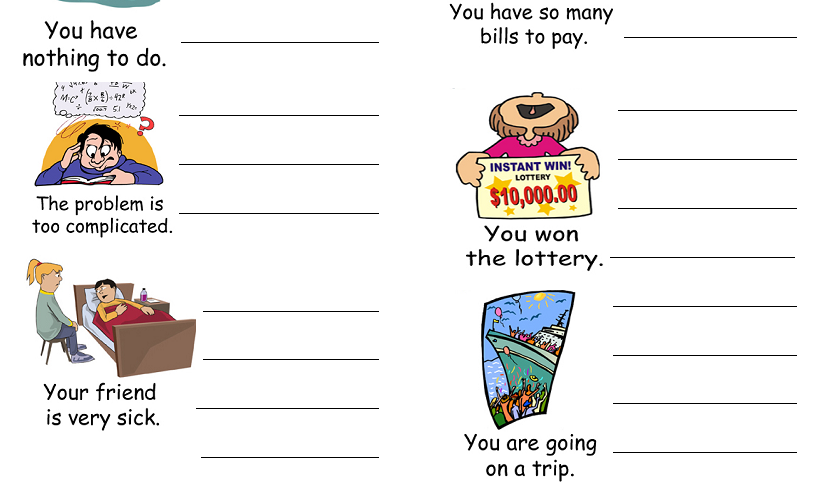 You have
nothing to do.
The problem is
too complicated.
Your friend
is very sick.
You have so many
bills to pay.
INSTANT WIN!
LOTTERY
$10,000.00
You won
the lottery.
You are going
on a trip.